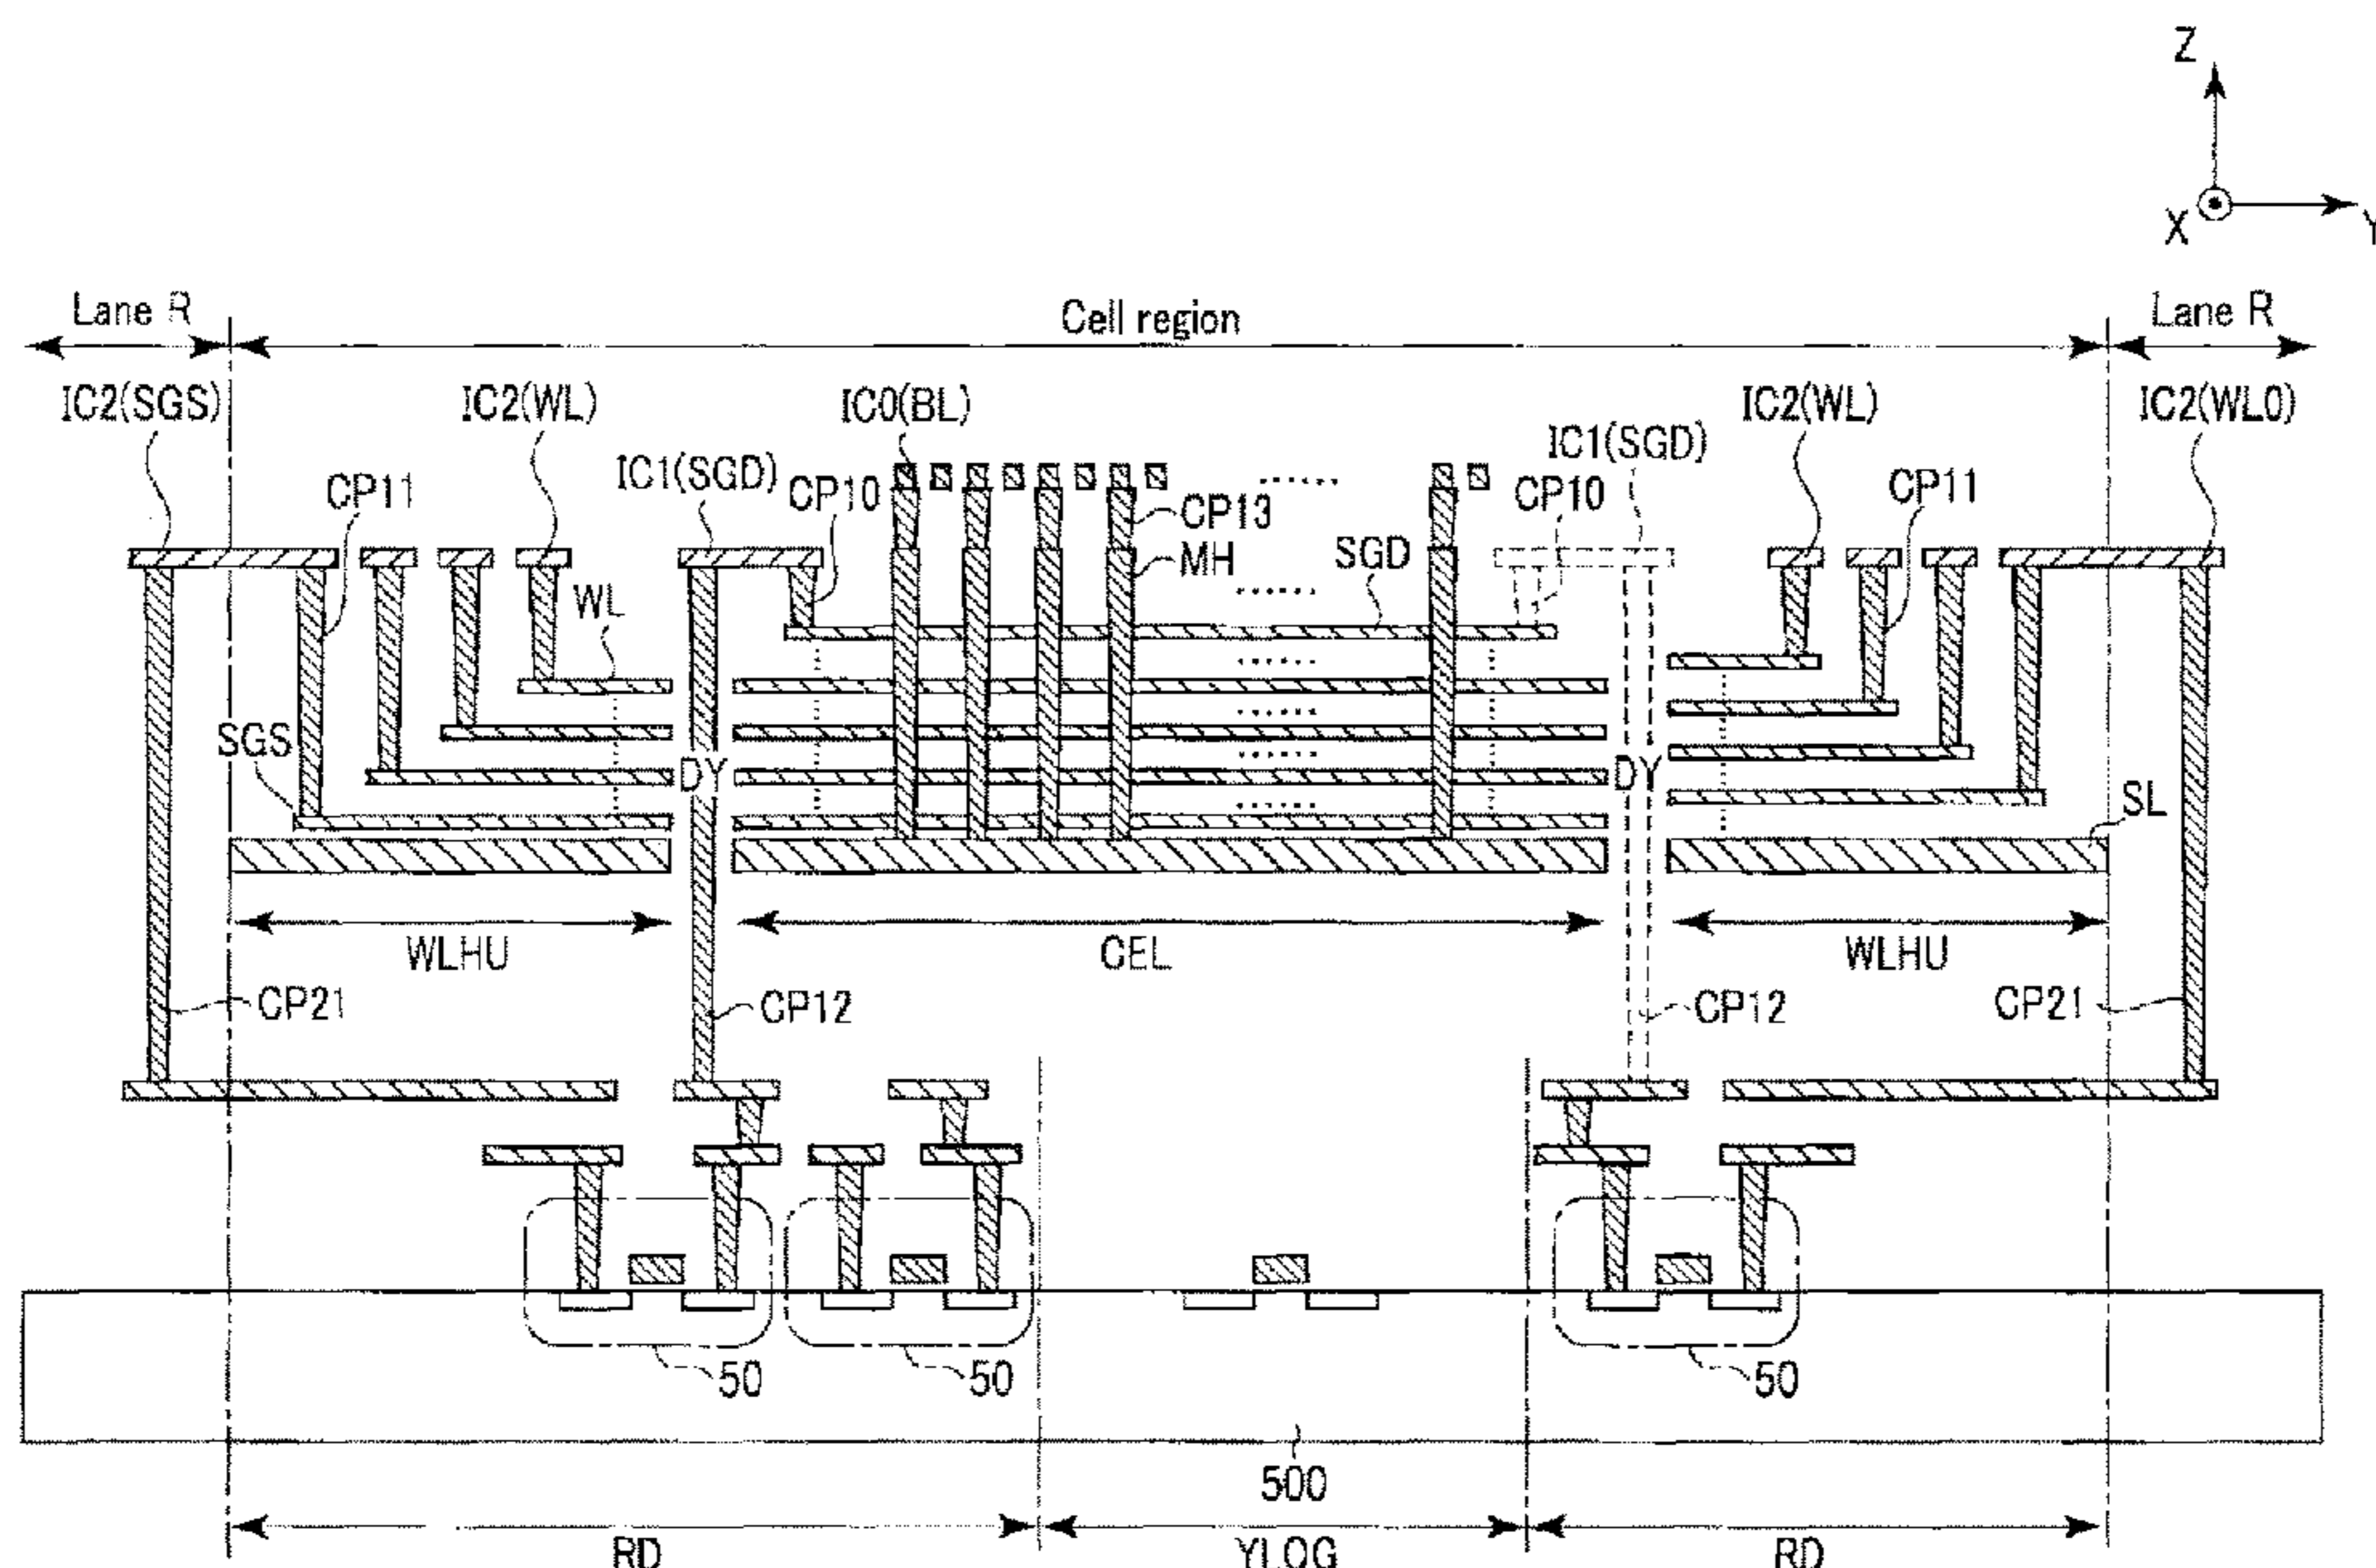 Z
X
Y
Lane R
Cell region
Lane R
IC2(SGS)
IC2(WL)
IC0(BL)
IC2(WL)
IC2(WL0)
IC1(SGD)
IC1(SGD)
CP11
CP10
CP13
CP10
CP11
MH
SGD
WL
SGS
DY
DY
SL
WLHU
CEL
WLHU
CP21
CP12
CP12
CP21
50
50
50
500
RD
YLOG
RD